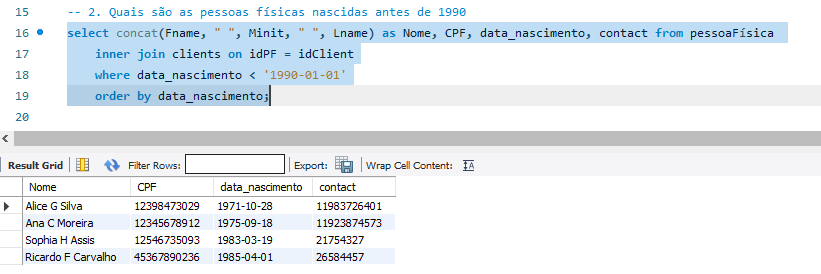 15 -- 2. Quais são as pessoas físicas nascidas antes de 1990
16 select concat(Fname, " ", Minit, " ", Lname) as Nome, CPF, data_nascimento, contact from pessoaFísica
17 inner join clients on idPF = idClient
18 where data_nascimento < '1990-01-01'
19 order by data_nascimento;
20
Result Grid Filter Rows: Export: Wrap Cell Content:
Nome CPF data_nascimento contact
Alice G Silva 12398473029 1971-10-28 11983726401
Ana C Moreira 12345678912 1975-09-18 11923874573
Sophia H Assis 12546735093 1983-03-19 21754327
Ricardo F Carvalho 45367890236 1985-04-01 26584457